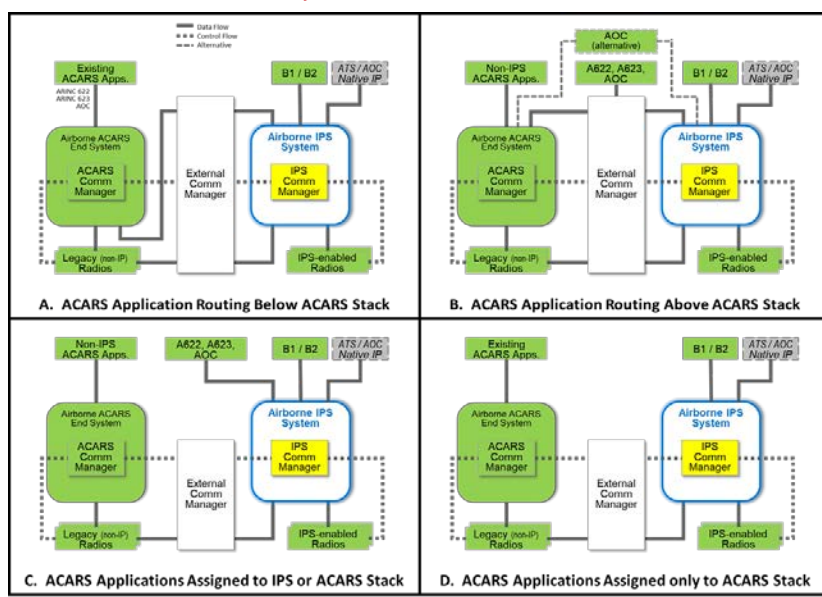 Data Flow
Control Flow
Alternative
Existing
ACARS Apps.
ARINC 622
ARINC 623
AOC
B1 / B2
ATS / AOC
Native IP
Airborne ACARS
End System
ACARS
Comm
Manager
External
Comm
Manager
Airborne IPS
System
IPS
Comm
Manager
Legacy (non-IP)
Radios
IPS-enabled
Radios
A. ACARS Application Routing Below ACARS Stack
AOC
(alternative)
Non-IPS
ACARS Apps.
A622, A623,
AOC
B1 / B2
ATS / AOC
Native IP
Airborne ACARS
End System
ACARS
Comm
Manager
External
Comm
Manager
Airborne IPS
System
IPS
Comm
Manager
Legacy (non-IP)
Radios
IPS-enabled
Radios
B. ACARS Application Routing Above ACARS Stack
Non-IPS
ACARS Apps.
A622, A623,
AOC
B1 / B2
ATS / AOC
Native IP
Airborne ACARS
End System
ACARS
Comm
Manager
External
Comm
Manager
Airborne IPS
System
IPS
Comm
Manager
Legacy (non-IP)
Radios
IPS-enabled
Radios
C. ACARS Applications Assigned to IPS or ACARS Stack
Existing
ACARS Apps.
B1 / B2
ATS / AOC
Native IP
Airborne ACARS
End System
ACARS
Comm
Manager
External
Comm
Manager
Airborne IPS
System
IPS
Comm
Manager
Legacy (non-IP)
Radios
IPS-enabled
Radios
D. ACARS Applications Assigned only to ACARS Stack